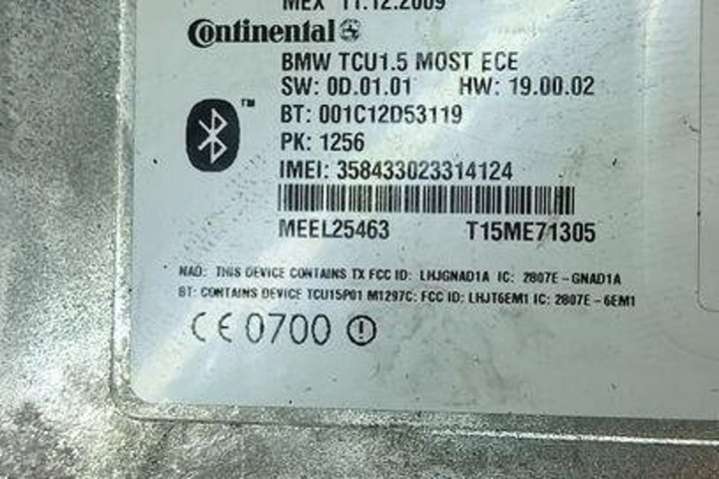 MEX 11.12.2009
Continental
BMW TCU1.5 MOST ECE
SW: 0D.01.01 HW: 19.00.02
BT: 001C12D53119
™
PK: 1256
IMEI: 358433023314124
MEEL25463 T15ME71305
NAD: THIS DEVICE CONTAINS TX FCC ID: LHJGNAD1A IC: 2807E-GNAD1A
BT: CONTAINS DEVICE TCU15P01 M1297C: FCC ID: LHJT6EM1 IC: 2807E-6EM1
CE 0700